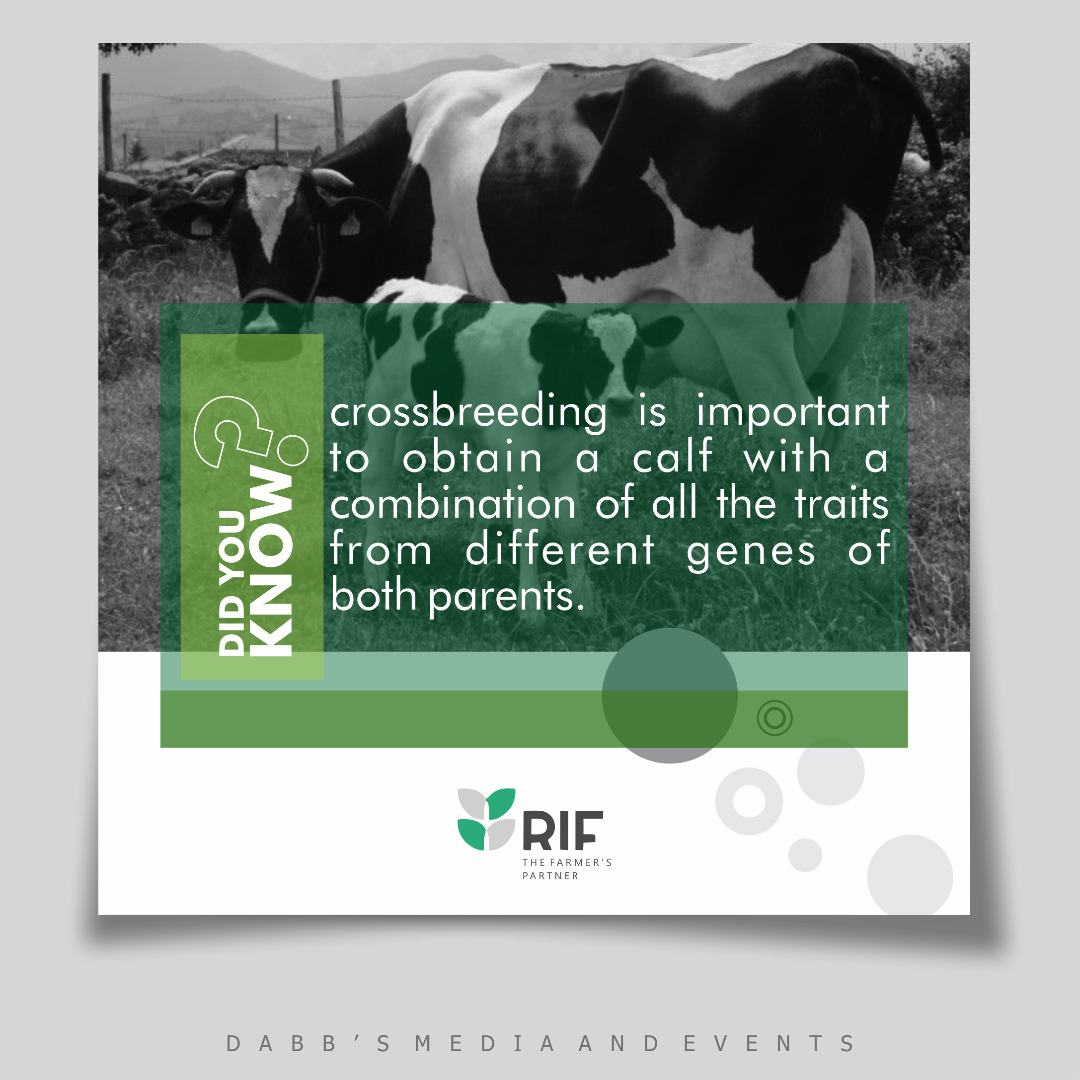 DID YOU
KNOW?
crossbreeding is important
to obtain a calf with a
combination of all the traits
from different genes of
both parents.
RIF
THE FARMER'S
PARTNER
DABB'S MEDIA AND EVENTS